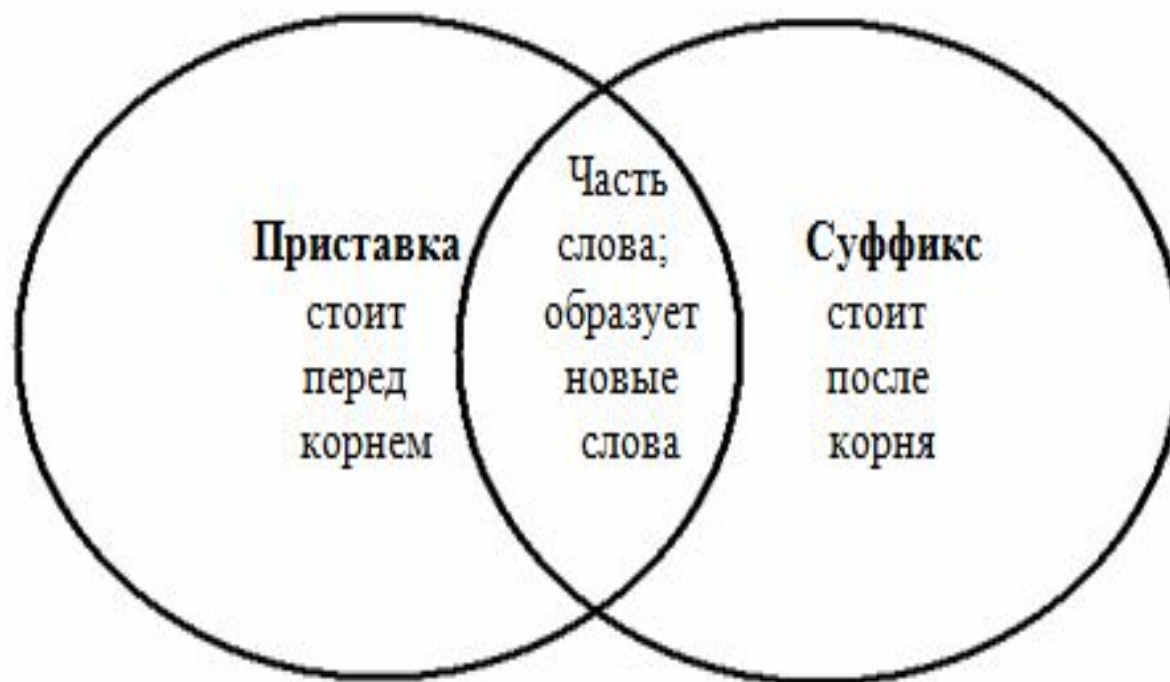 Приставка
стоит
перед
корнем
Часть
слова;
образует
новые
слова
Суффикс
стоит
после
корня